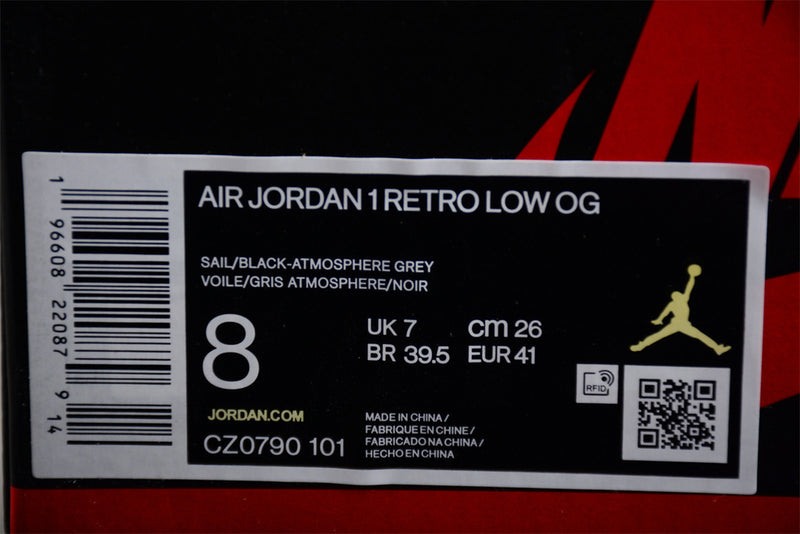 1 96608 22087 9 14
AIR JORDAN 1 RETRO LOW OG
SAIL/BLACK-ATMOSPHERE GREY
VOILE/GRIS ATMOSPHERE/NOIR
8
UK 7 cm 26
BR 39.5 EUR 41
RFID
JORDAN.COM
CZ0790 101
MADE IN CHINA/
FABRIQUE EN CHINE/
FABRICADO NA CHINA/
HECHO EN CHINA